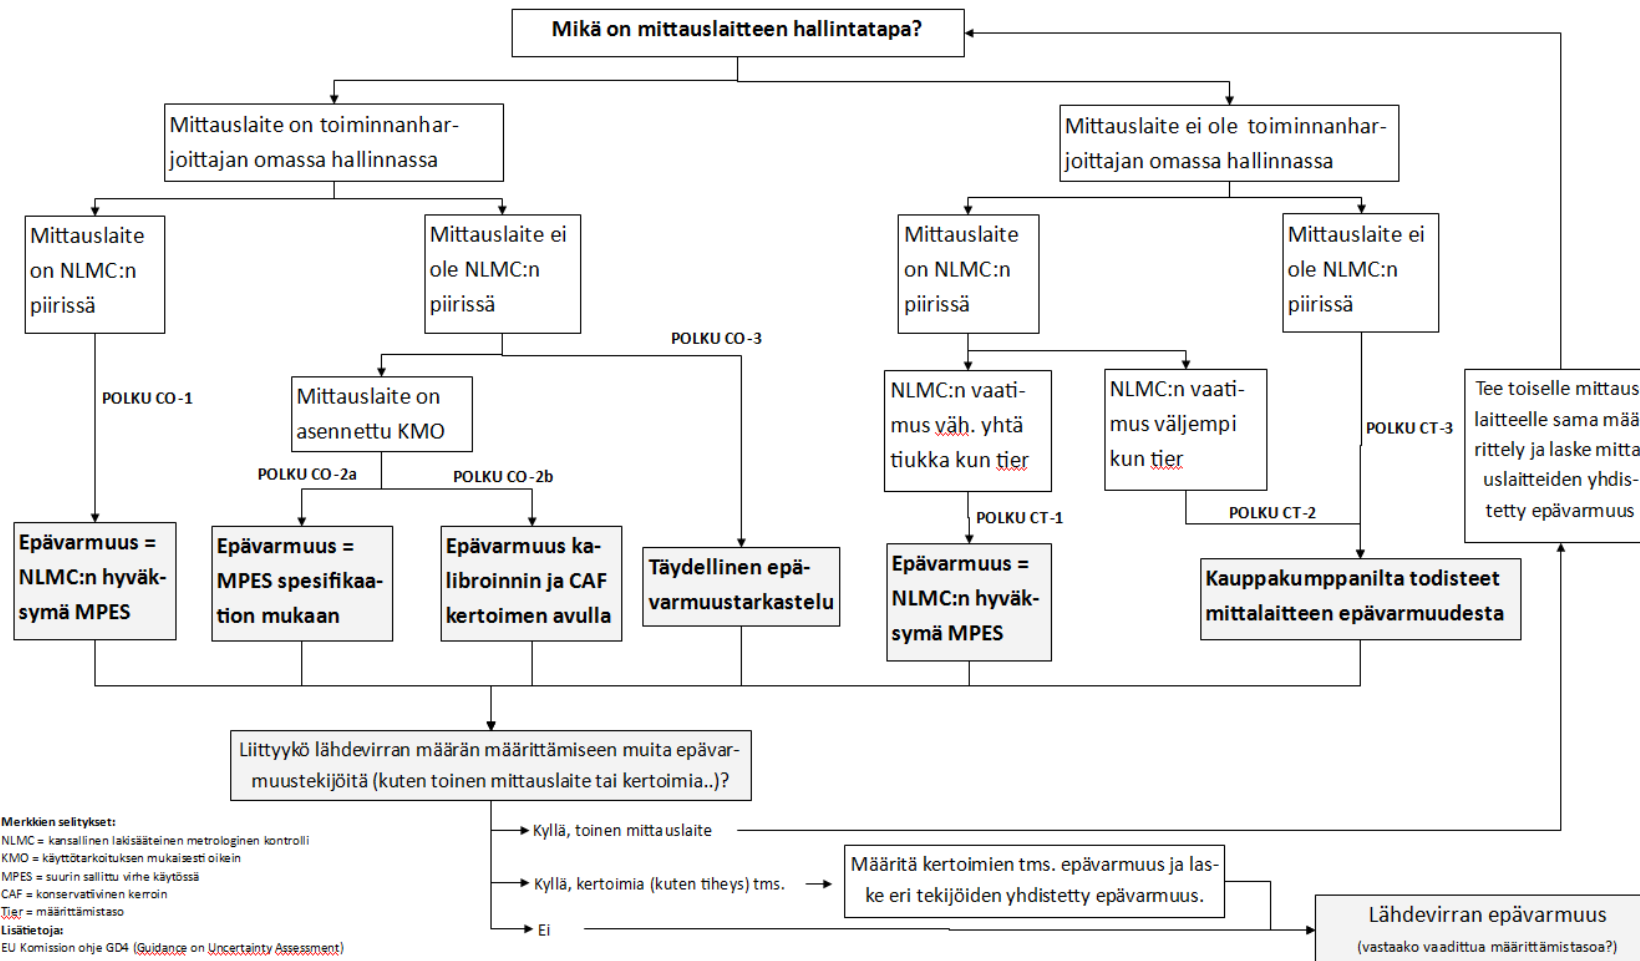 Mikä on mittauslaitteen hallintatapa?
Mittauslaite on toiminnanhar-
joittajan omassa hallinnassa
Mittauslaite ei ole toiminnanhar-
joittajan omassa hallinnassa
Mittauslaite
on NLMC:n
piirissä
Mittauslaite ei
ole NLMC:n
piirissä
Mittauslaite
on NLMC:n
piirissä
Mittauslaite ei
ole NLMC:n
piirissä
POLKU CO-3
POLKU CO-1
Mittauslaite on
asennettu KMO
NLMC:n vaati-
mus väh. yhtä
tiukka kun tier
NLMC:n vaati-
mus väljempi
kun tier
POLKU CT-3
Tee toiselle mittaus
laitteelle sama mää
rittely ja laske mitta
uslaitteiden yhdis-
tetty epävarmuus
POLKU CO-2a
POLKU CO-2b
POLKU CT-1
POLKU CT-2
Epävarmuus =
NLMC:n hyväk-
symä MPES
Epävarmuus =
MPES spesifikaa-
tion mukaan
Epävarmuus ka-
libroinnin ja CAF
kertoimen avulla
Täydellinen epä-
varmuustarkastelu
Epävarmuus =
NLMC:n hyväk-
symä MPES
Kauppakumppanilta todisteet
mittalaitteen epävarmuudesta
Liittyykö lähdevirran määrän määrittämiseen muita epävar-
muustekijöitä (kuten toinen mittauslaite tai kertoimia..)?
Kyllä, toinen mittauslaite
Kyllä, kertoimia (kuten tiheys) tms.
Ei
Määritä kertoimien tms. epävarmuus ja las-
ke eri tekijöiden yhdistetty epävarmuus.
Lähdevirran epävarmuus
(vastaako vaadittua määrittämistasoa?)
Merkkien selitykset:
NLMC = kansallinen lakisääteinen metrologinen kontrolli
KMO = käyttötarkoituksen mukaisesti oikein
MPES = suurin sallittu virhe käytössä
CAF = konservatiivinen kerroin
Tier = määrittämistaso
Lisätietoja:
EU Komission ohje GD4 (Guidance on Uncertainty Assessment)